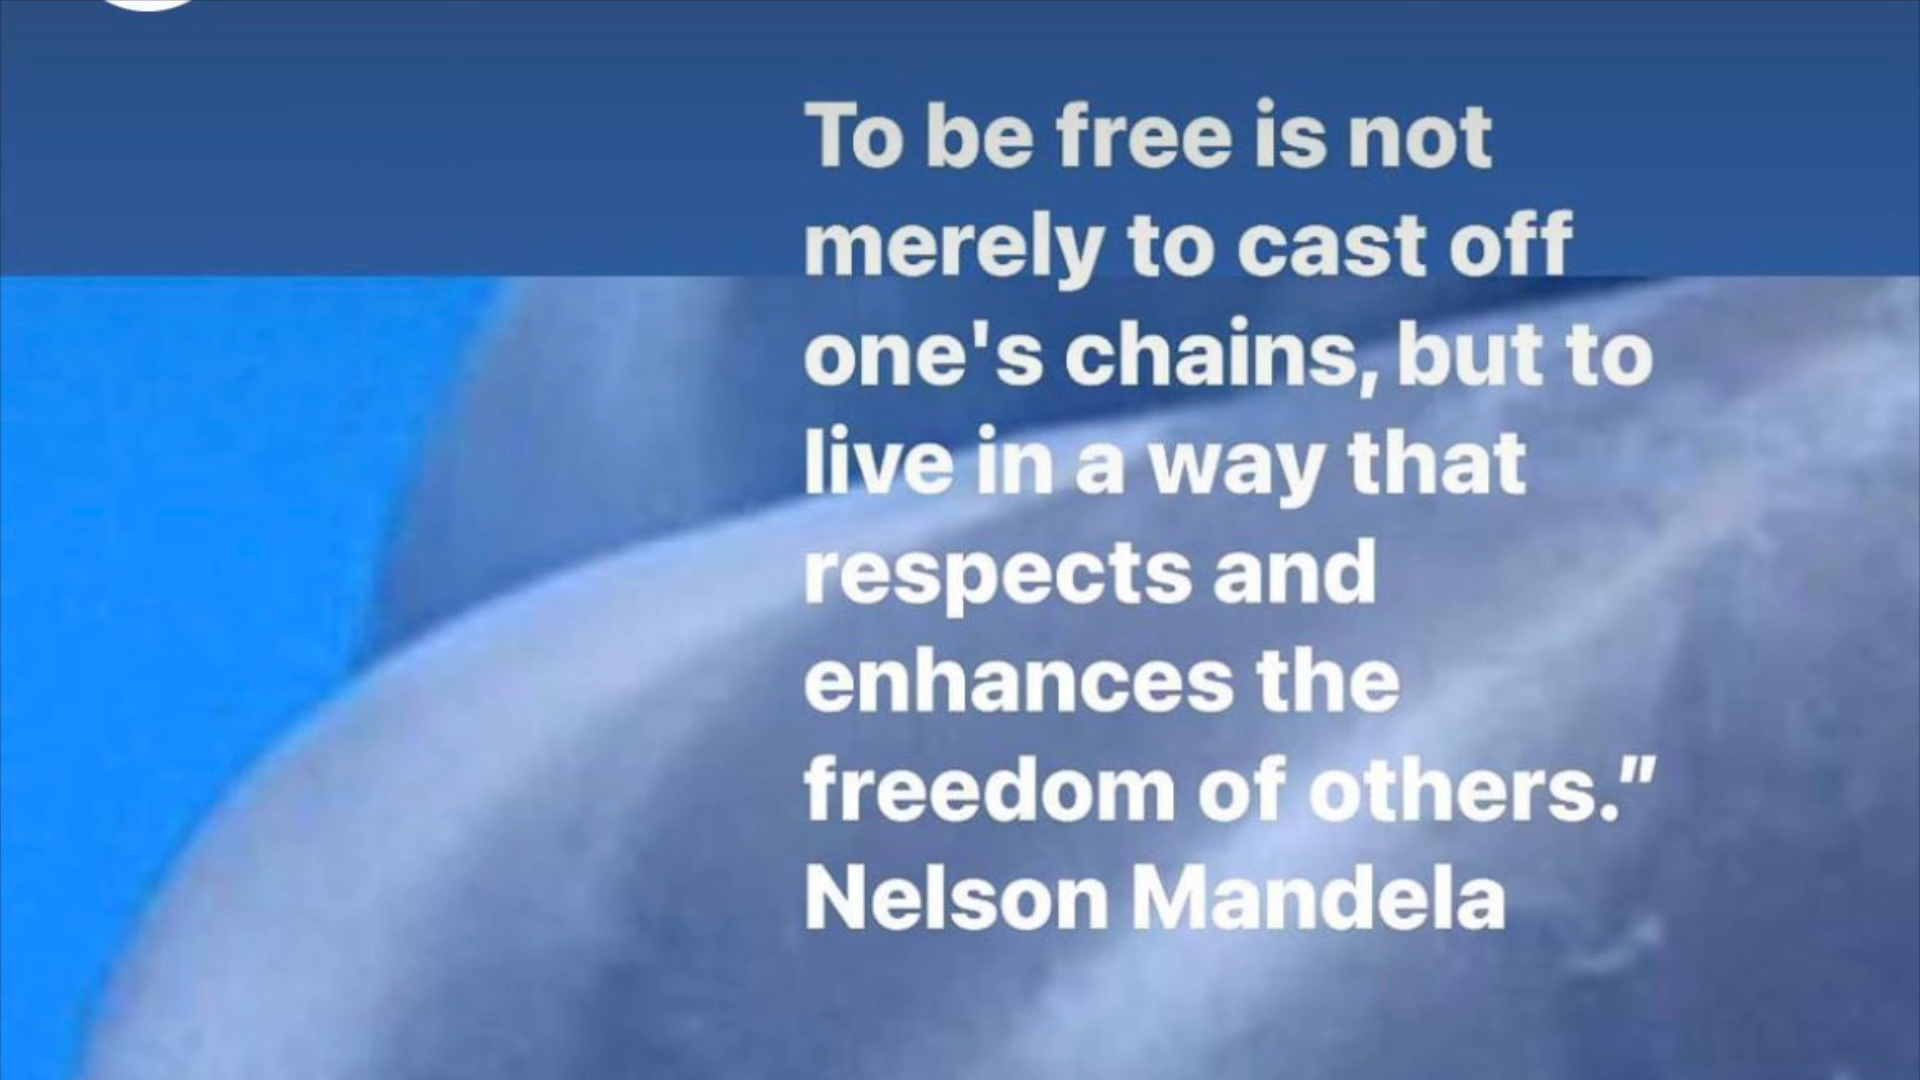 To be free is not
merely to cast off
one's chains, but to
live in a way that
respects and
enhances the
freedom of others.”
Nelson Mandela